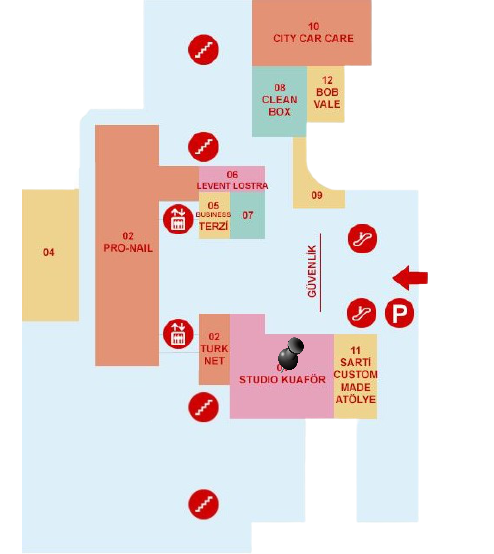 10
CITY CAR CARE
08
CLEAN
BOX
12
BOB
VALE
06
LEVENT LOSTRA
09
05
BUSINESS
TERZİ
07
02
PRO-NAIL
04
GÜVENLİK
P
02
TURK
NET
STUDIO KUAFÖR
11
SARTİ
CUSTOM
MADE
ATÖLYE